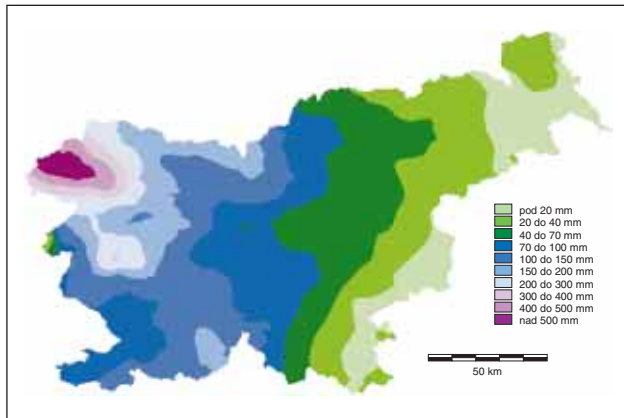 pod 20 mm
20 do 40 mm
40 do 70 mm
70 do 100 mm
100 do 150 mm
150 do 200 mm
200 do 300 mm
300 do 400 mm
400 do 500 mm
nad 500 mm
50 km